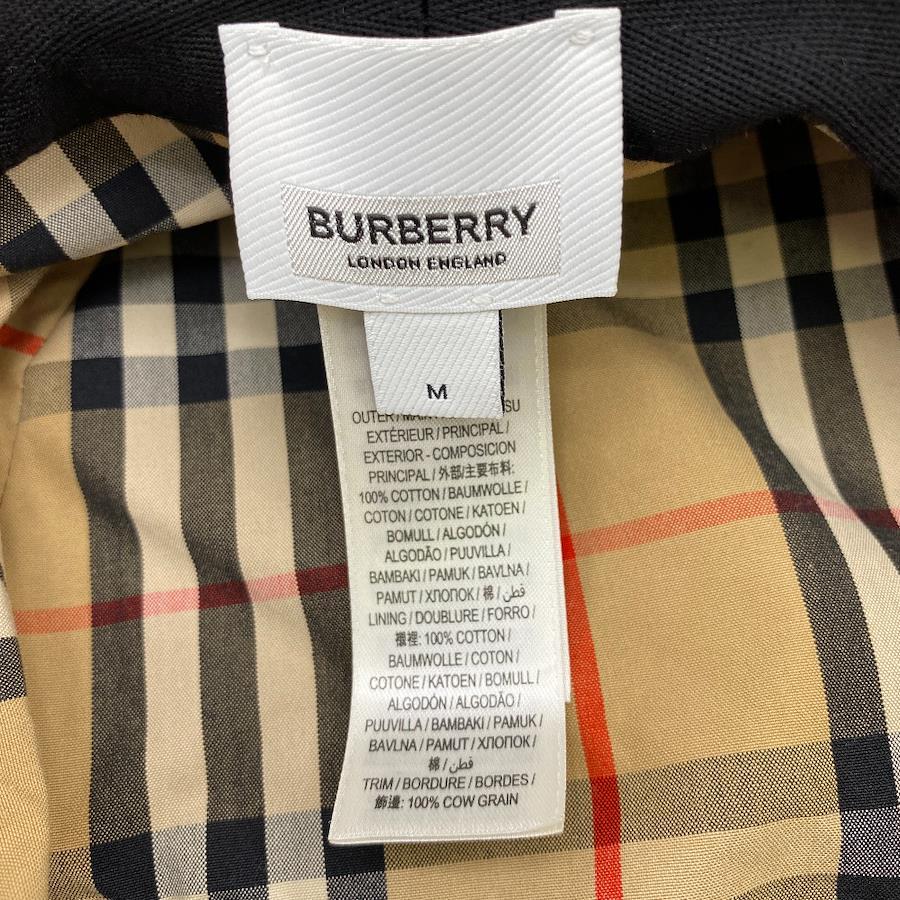 BURBERRY
LONDON ENGLAND
M
OUTER / SU
EXTÉRIEUR / PRINCIPAL /
EXTERIOR - COMPOSICION
PRINCIPAL / 外部/主要布料:
100% COTTON / BAUMWOLLE /
COTON / COTONE / KATOEN /
BOMULL / ALGODÓN /
ALGODÃO / PUUVILLA /
BAMBAKI / PAMUK / BAVLNA /
PAMUT / ХЛОПОК / 棉 / قطن /
LINING / DOUBLURE / FORRO /
襯裡: 100% COTTON /
BAUMWOLLE / COTON /
COTONE / KATOEN / BOMULL /
ALGODÓN / ALGODÃO /
PUUVILLA / BAMBAKI / PAMUK /
BAVLNA / PAMUT / ХЛОПОК /
棉 / قطن /
TRIM / BORDURE / BORDES /
飾邊: 100% COW GRAIN